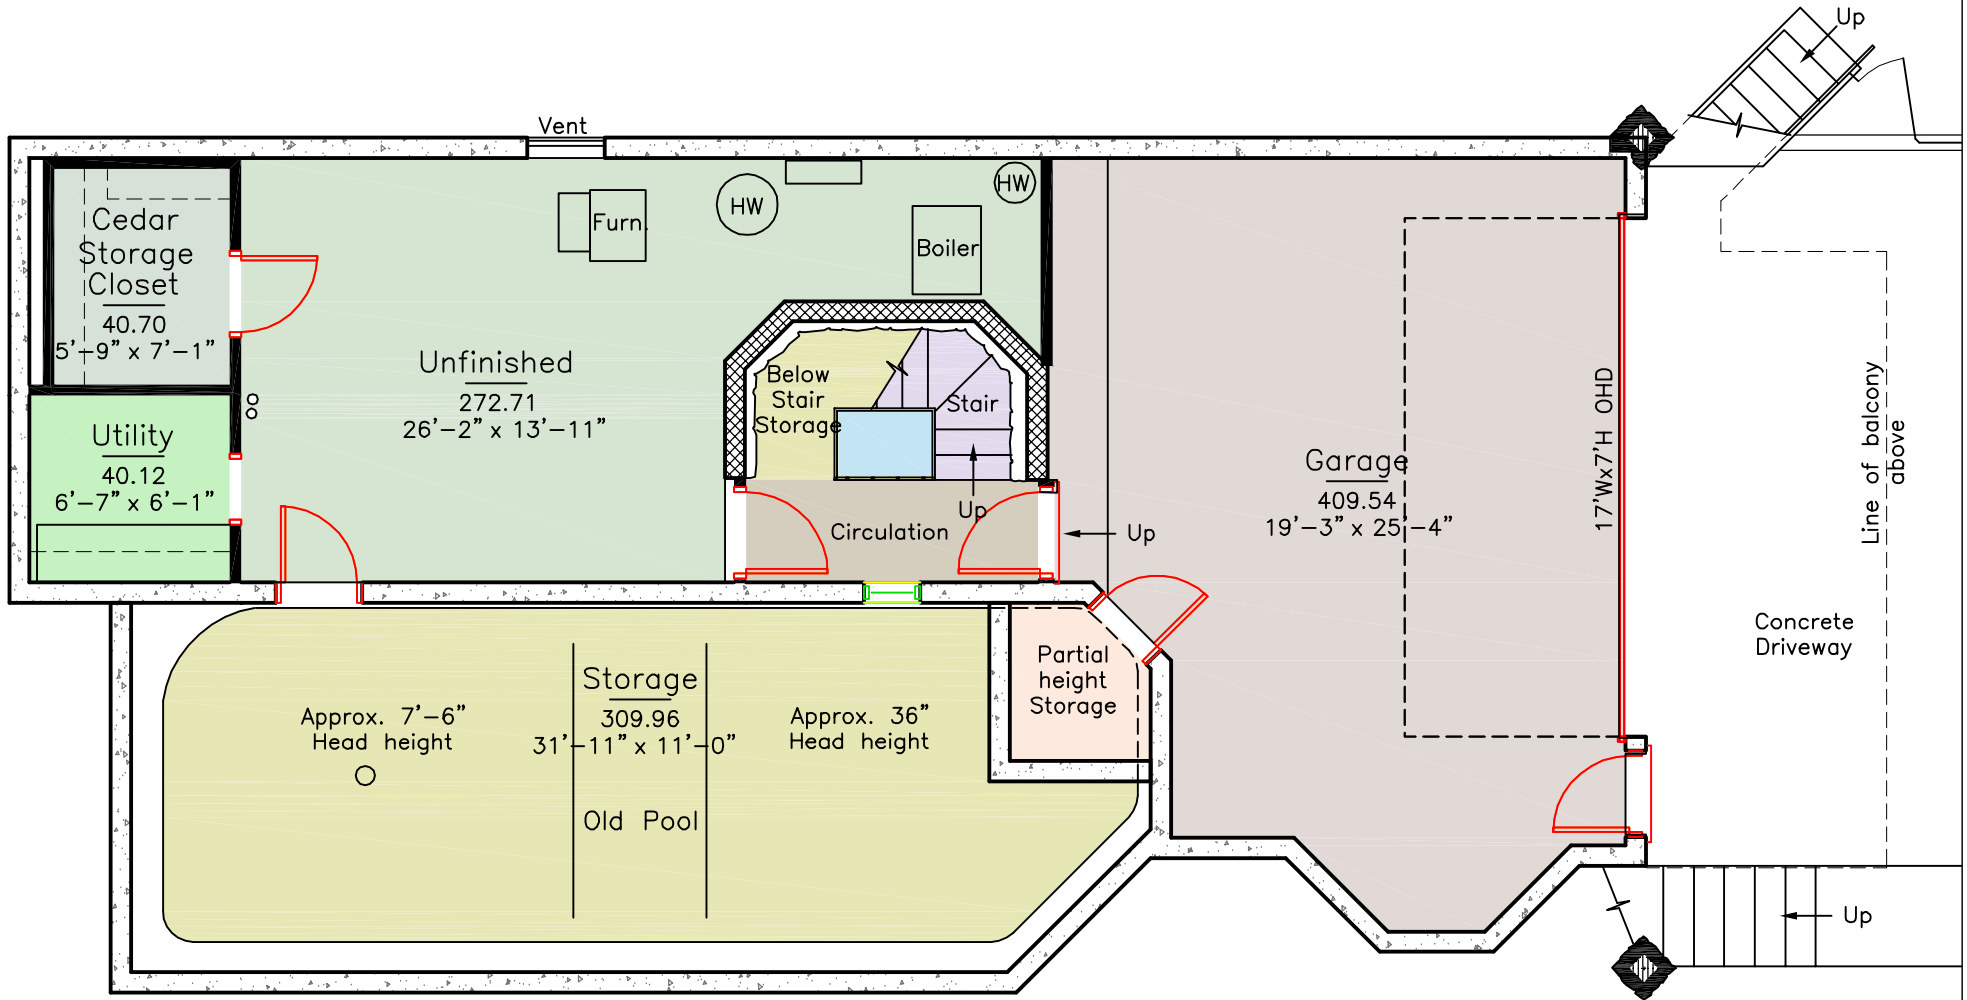 Up
Vent
Cedar
Storage
Closet
40.70
5'-9" x 7'-1"
Furn.
HW
HW
Boiler
Unfinished
272.71
26'-2" x 13'-11"
Below
Stair
Storage
Stair
Up
Utility
40.12
6'-7" x 6'-1"
Circulation
Up
Garage
409.54
19'-3" x 25'-4"
17'Wx7'H OHD
Line of balcony
above
Concrete
Driveway
Partial
height
Storage
Storage
309.96
31'-11" x 11'-0"
Approx. 7'-6"
Head height
Approx. 36"
Head height
Old Pool
Up